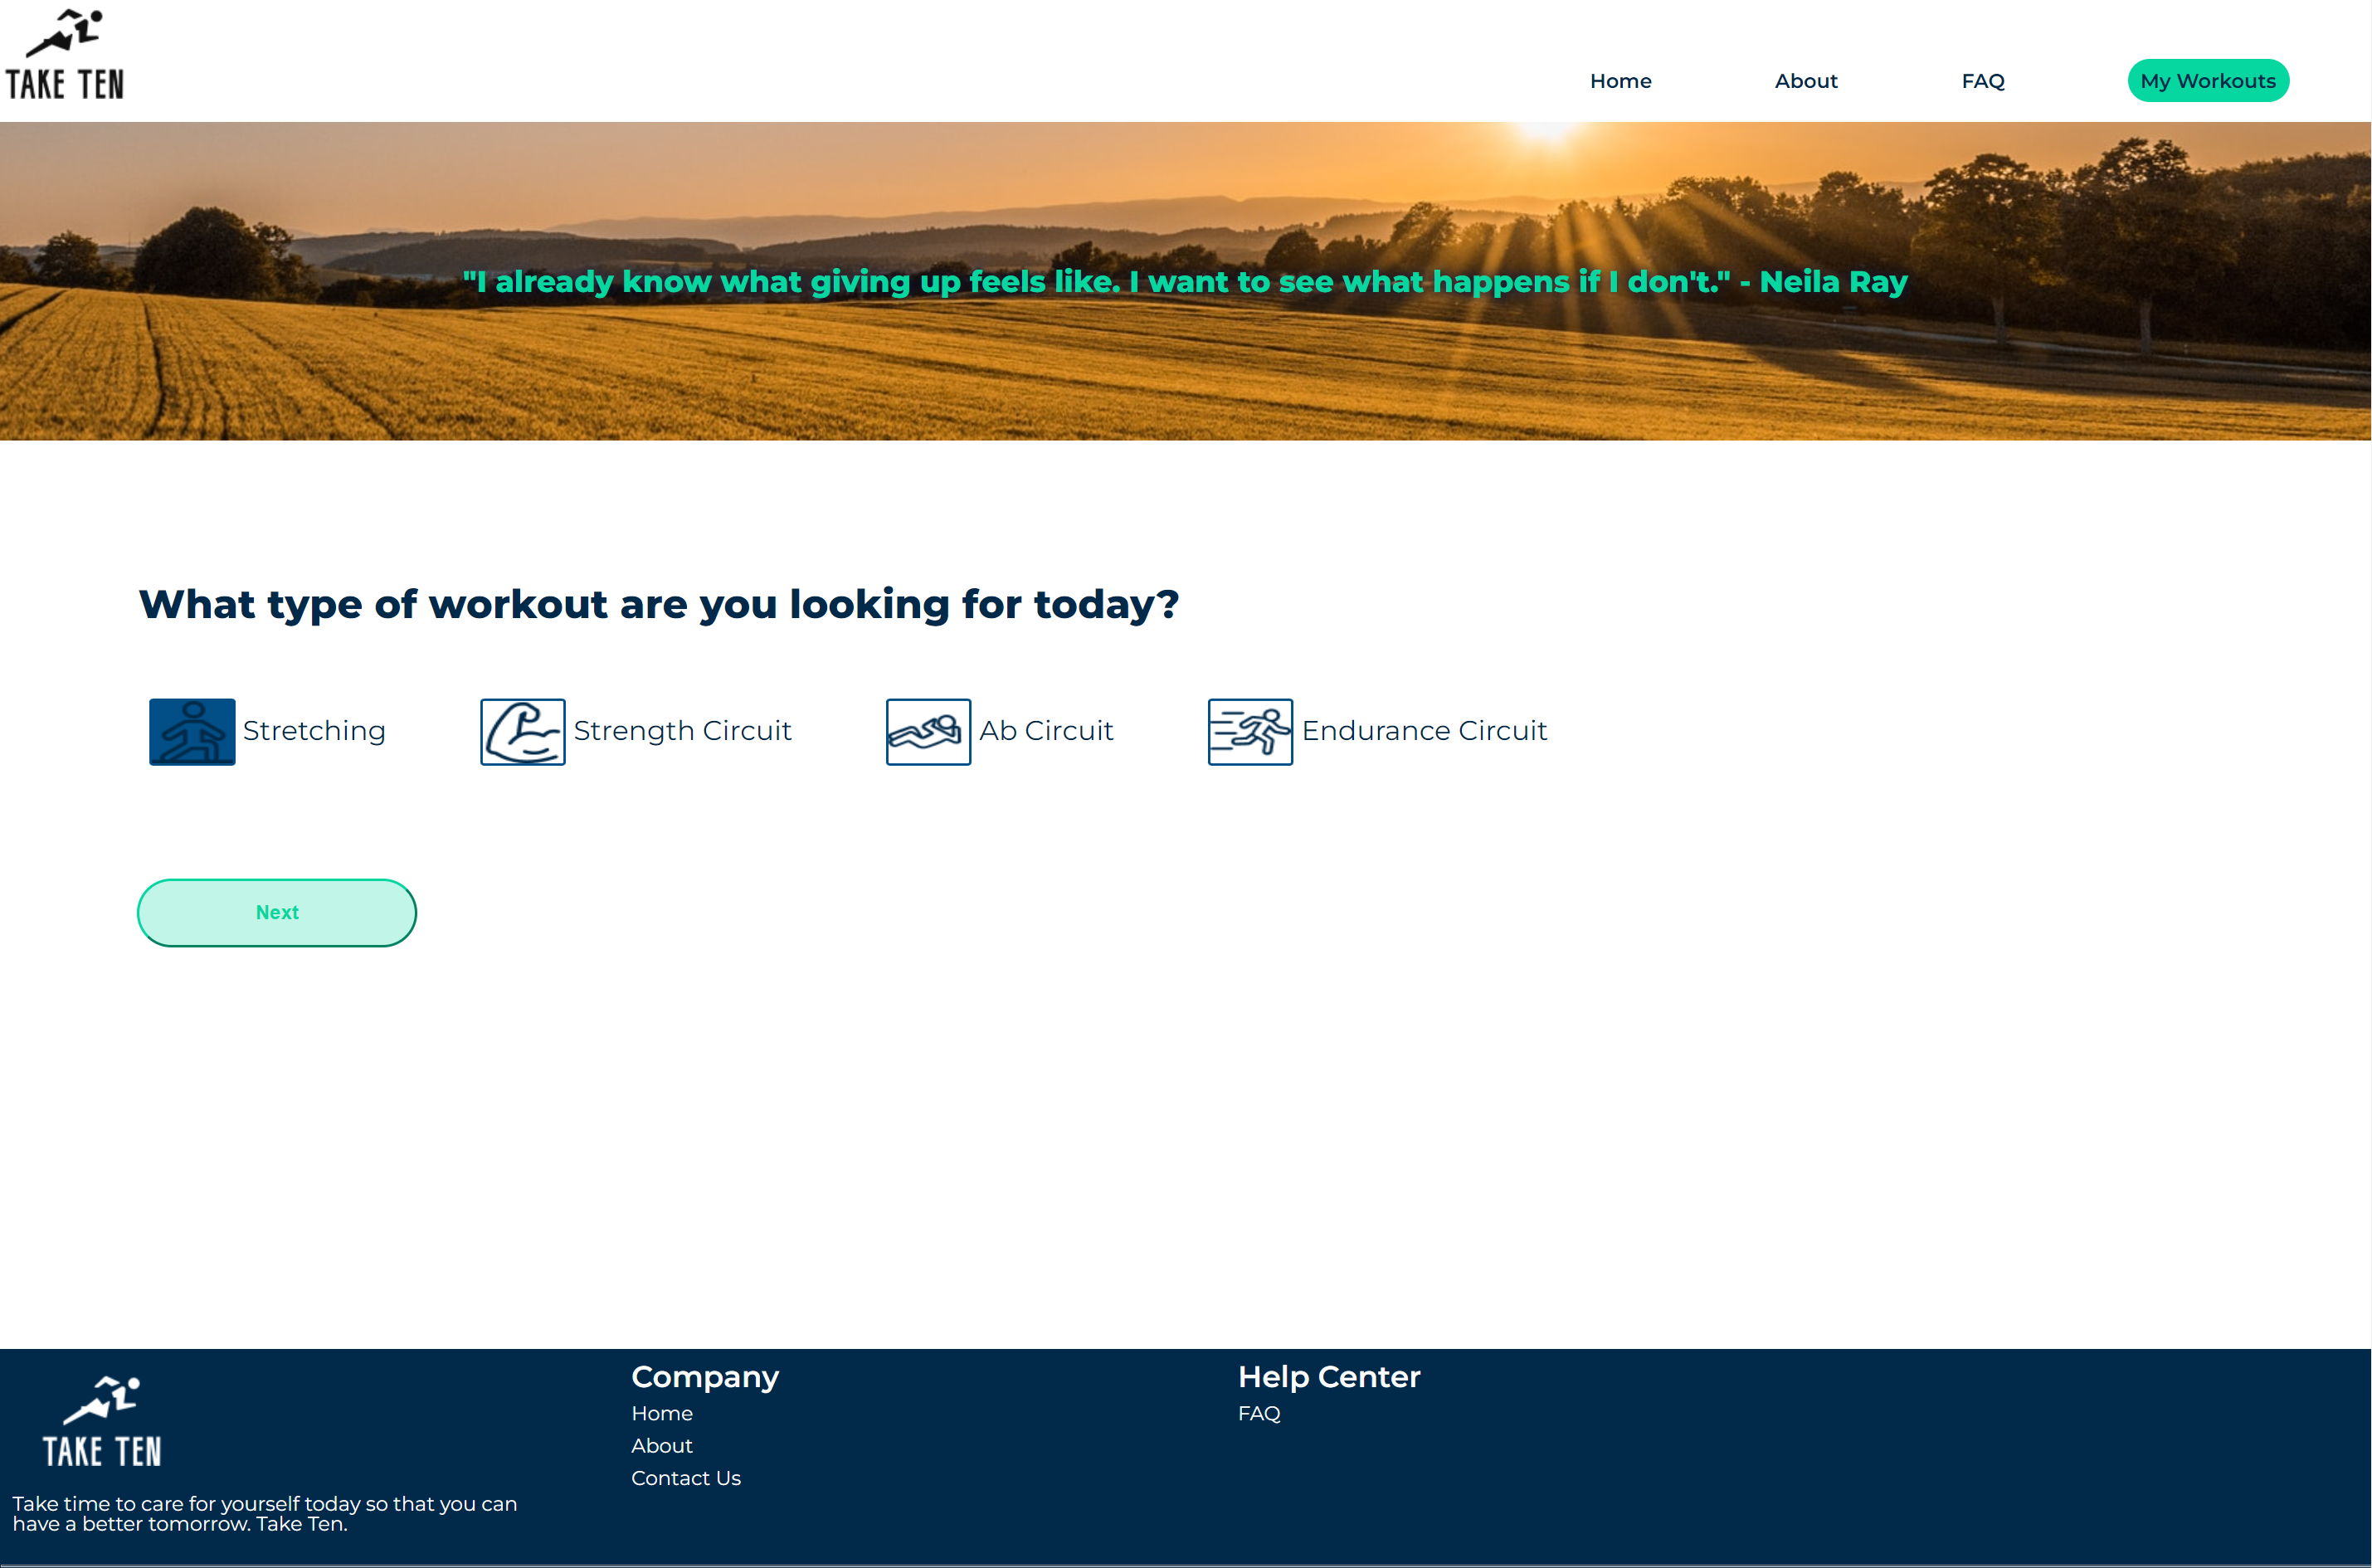 TAKE TEN
Home
About
FAQ
My Workouts
"I already know what giving up feels like. I want to see what happens if I don't." - Neila Ray
What type of workout are you looking for today?
Stretching
Strength Circuit
Ab Circuit
Endurance Circuit
Next
TAKE TEN
Take time to care for yourself today so that you can
have a better tomorrow. Take Ten.
Company
Home
About
Contact Us
Help Center
FAQ